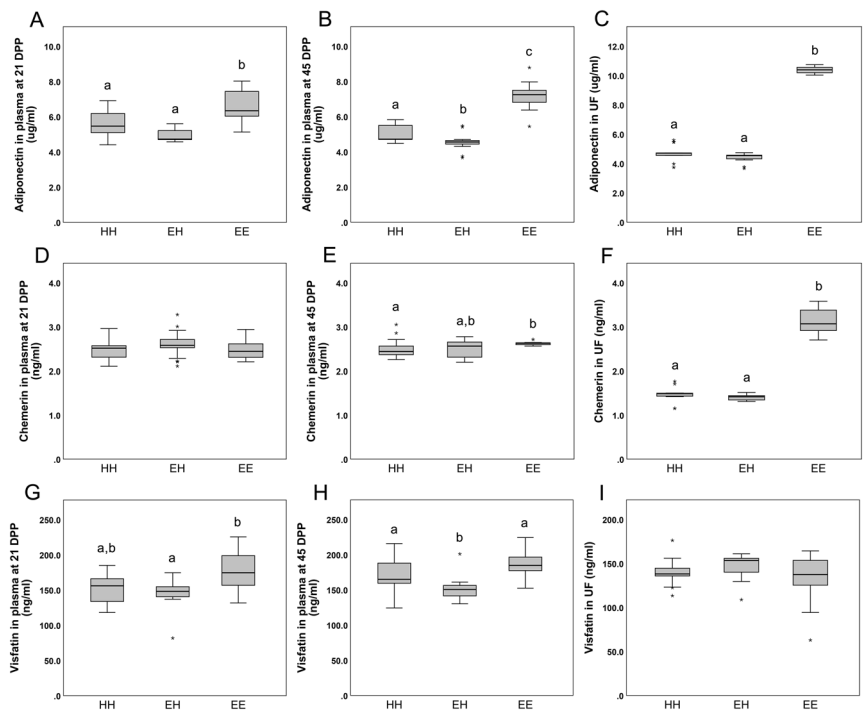 A
Adiponectin in plasma at 21 DPP
(ug/ml)
10.0
8.0
6.0
4.0
2.0
.0
a
a
b
HH
EH
EE
B
Adiponectin in plasma at 45 DPP
(ug/ml)
10.0
8.0
6.0
4.0
2.0
.0
a
b
c
HH
EH
EE
C
Adiponectin in UF (ug/ml)
12.0
10.0
8.0
6.0
4.0
2.0
.0
a
a
b
HH
EH
EE
D
Chemerin in plasma at 21 DPP
(ng/ml)
4.0
3.0
2.0
1.0
.0
HH
EH
EE
E
Chemerin in plasma at 45 DPP
(ng/ml)
4.0
3.0
2.0
1.0
.0
a
a,b
b
HH
EH
EE
F
Chemerin in UF (ng/ml)
4.0
3.0
2.0
1.0
.0
a
a
b
HH
EH
EE
G
Visfatin in plasma at 21 DPP
(ng/ml)
250.0
200.0
150.0
100.0
50.0
.0
a,b
a
b
HH
EH
EE
H
Visfatin in plasma at 45 DPP
(ng/ml)
250.0
200.0
150.0
100.0
50.0
.0
a
b
a
HH
EH
EE
I
Visfatin in UF (ng/ml)
200.0
150.0
100.0
50.0
.0
HH
EH
EE